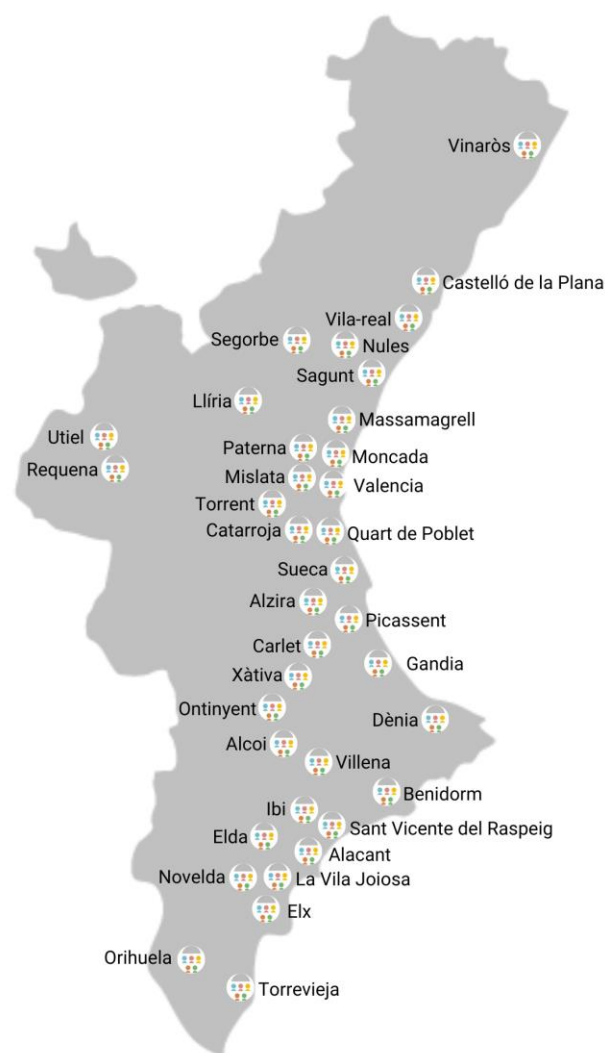 Vinaròs
Castelló de la Plana
Vila-real
Segorbe
Nules
Sagunt
Llíria
Massamagrell
Utiel
Paterna
Moncada
Requena
Mislata
Valencia
Torrent
Catarroja
Quart de Poblet
Sueca
Alzira
Picassent
Carlet
Gandia
Xàtiva
Ontinyent
Dènia
Alcoi
Villena
Benidorm
Ibi
Sant Vicente del Raspeig
Elda
Alacant
Novelda
La Vila Joiosa
Elx
Orihuela
Torrevieja